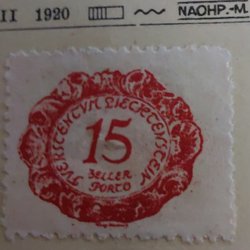 II 1920 NAOHP.-M.
FÜRSTENTUM LIECHTENSTEIN
15
HELLER
PORTO